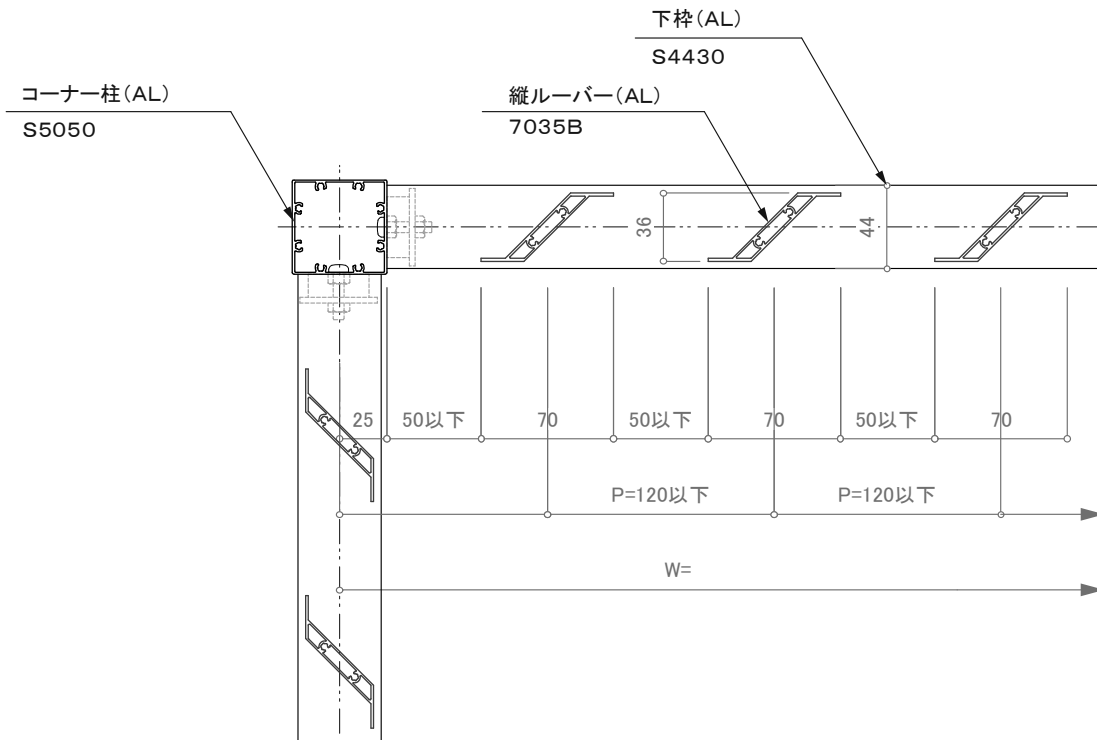 下枠(AL)
S4430
コーナー柱(AL)
S5050
縦ルーバー(AL)
7035B
36
44
25
50以下
70
50以下
70
50以下
70
P=120以下
P=120以下
W=